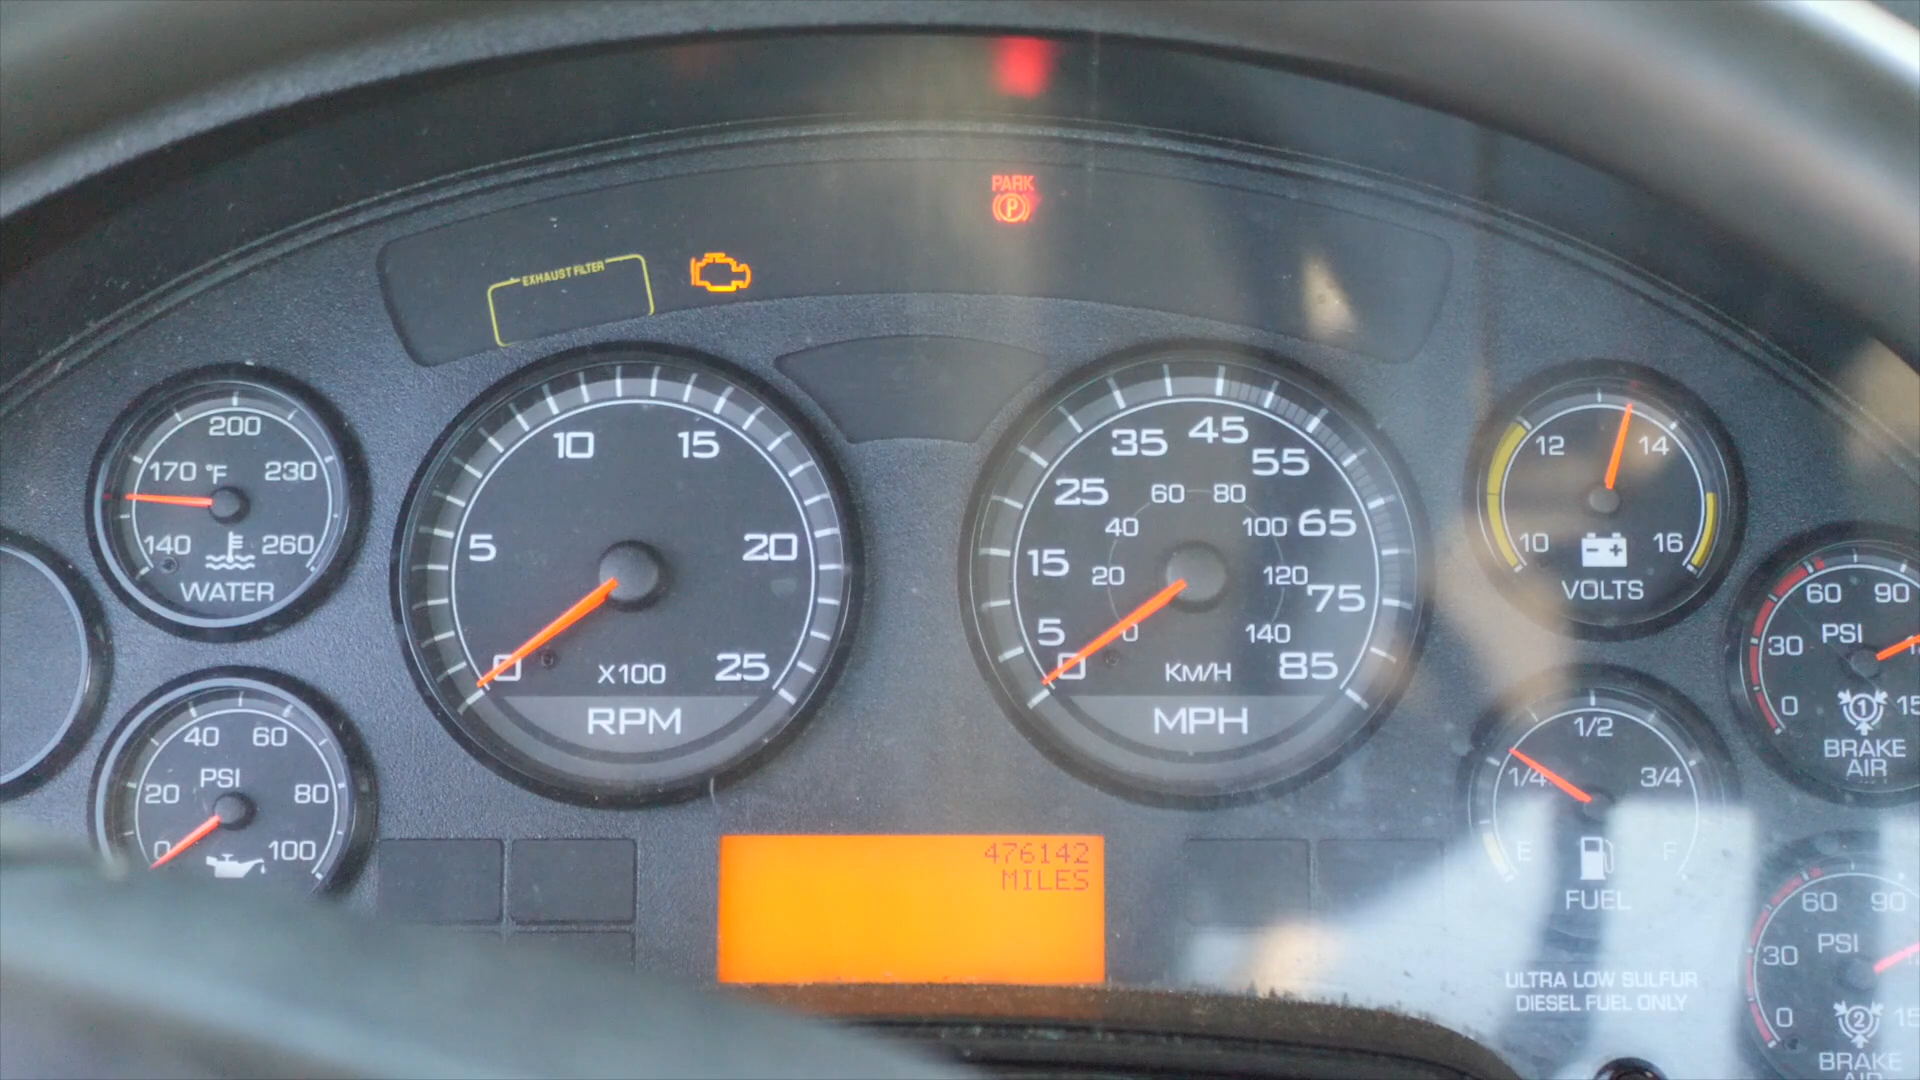 PARK
P
EXHAUST FILTER
200
170 °F 230
140 260
WATER
5 10 15 20 25
0
X100
RPM
0 5 15 25 35 45 55 65 75 85
0 20 40 60 80 100 120 140
KM/H
MPH
12 14
10 16
- +
VOLTS
60 90
PSI
30
0
1
BRAKE
AIR
40 60
PSI
20 80
0 100
476142
MILES
1/2
1/4 3/4
E F
FUEL
ULTRA LOW SULFUR
DIESEL FUEL ONLY
60 90
PSI
30
0
2
BRAKE
AIR